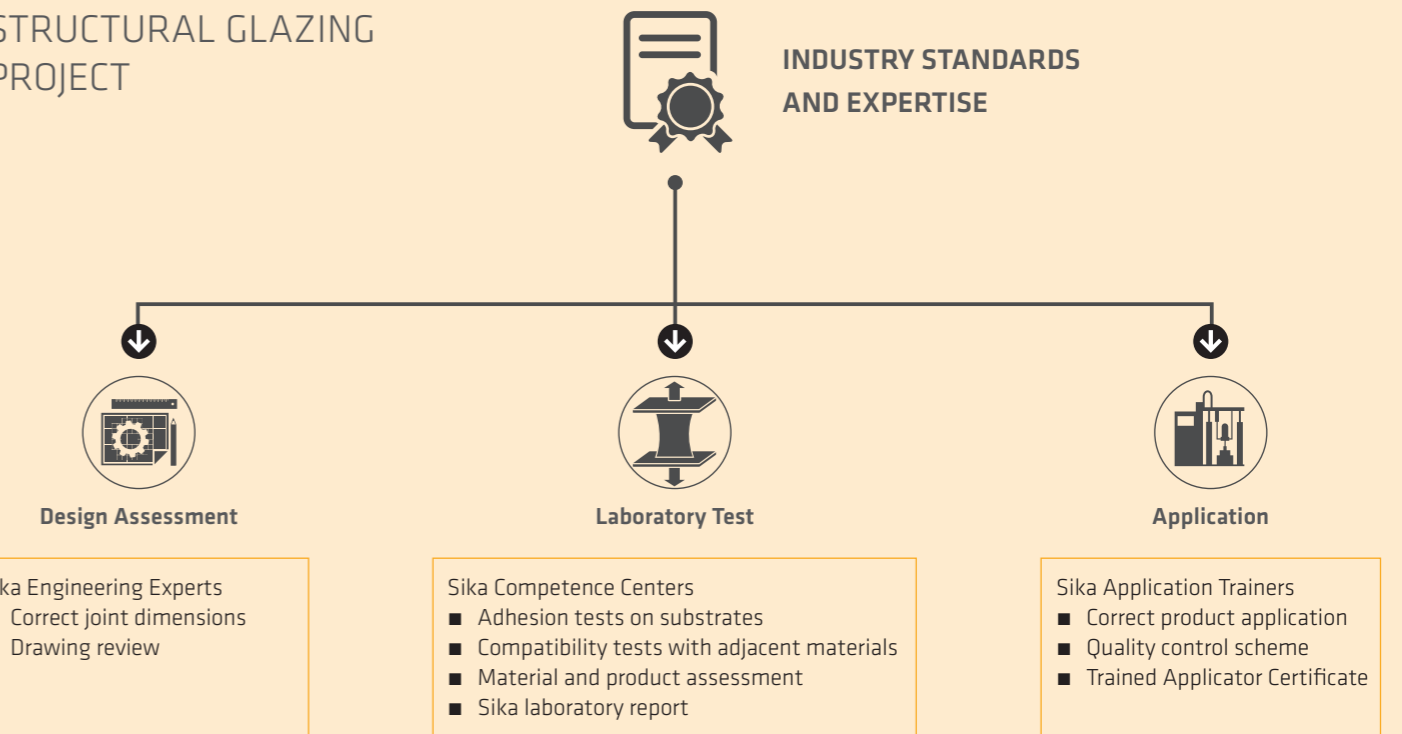 STRUCTURAL GLAZING
PROJECT
INDUSTRY STANDARDS
AND EXPERTISE
Design Assessment
ka Engineering Experts
Correct joint dimensions
Drawing review
Laboratory Test
Sika Competence Centers
■ Adhesion tests on substrates
■ Compatibility tests with adjacent materials
■ Material and product assessment
■ Sika laboratory report
Application
Sika Application Trainers
■ Correct product application
■ Quality control scheme
■ Trained Applicator Certificate